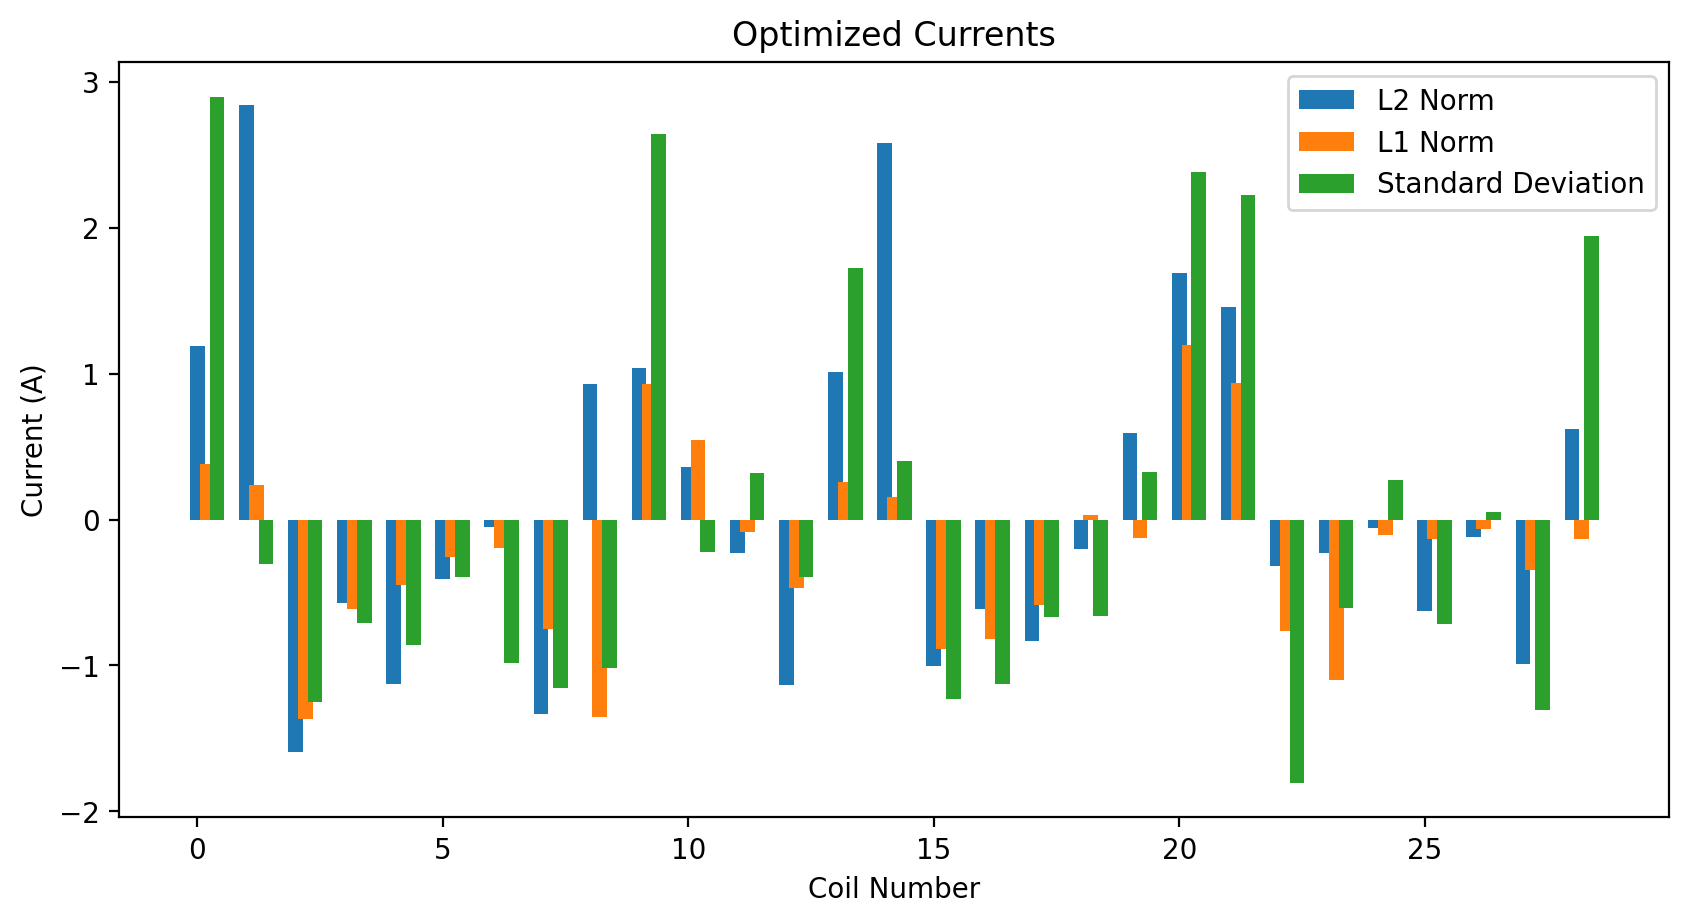 Optimized Currents
L2 Norm
L1 Norm
Standard Deviation
Current (A)
3
2
1
0
−1
−2
0 5 10 15 20 25
Coil Number